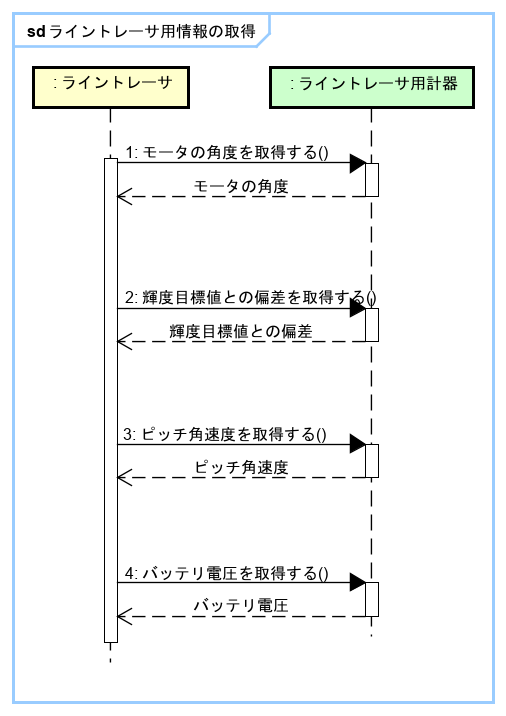 sd ライントレーサ用情報の取得
: ライントレーサ
: ライントレーサ用計器
1: モータの角度を取得する()
モータの角度
2: 輝度目標値との偏差を取得する()
輝度目標値との偏差
3: ピッチ角速度を取得する()
ピッチ角速度
4: バッテリ電圧を取得する()
バッテリ電圧